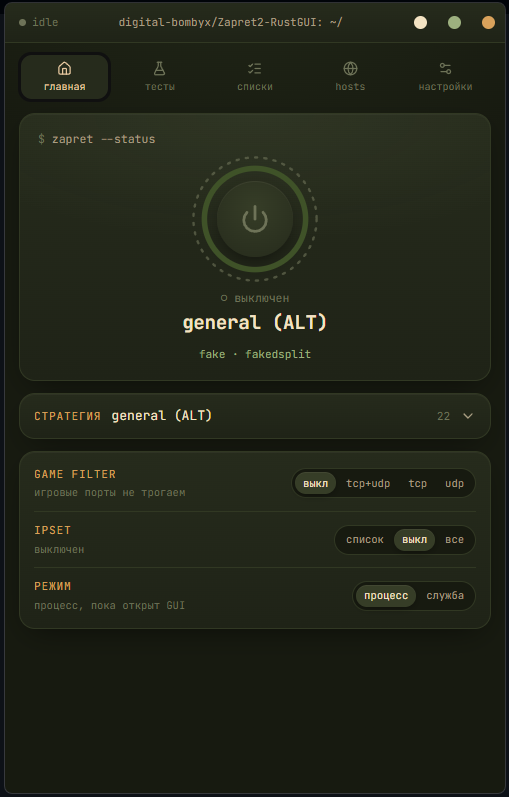 idle
digital-bombyx/Zapret2-RustGUI: ~/
главная
тесты
списки
hosts
настройки
$ zapret --status
выключен
general (ALT)
fake · fakedsplit
СТРАТЕГИЯ general (ALT) 22
GAME FILTER
игровые порты не трогаем
выкл tcp+udp tcp udp
IPSET
выключен
список выкл все
РЕЖИМ
процесс, пока открыт GUI
процесс служба